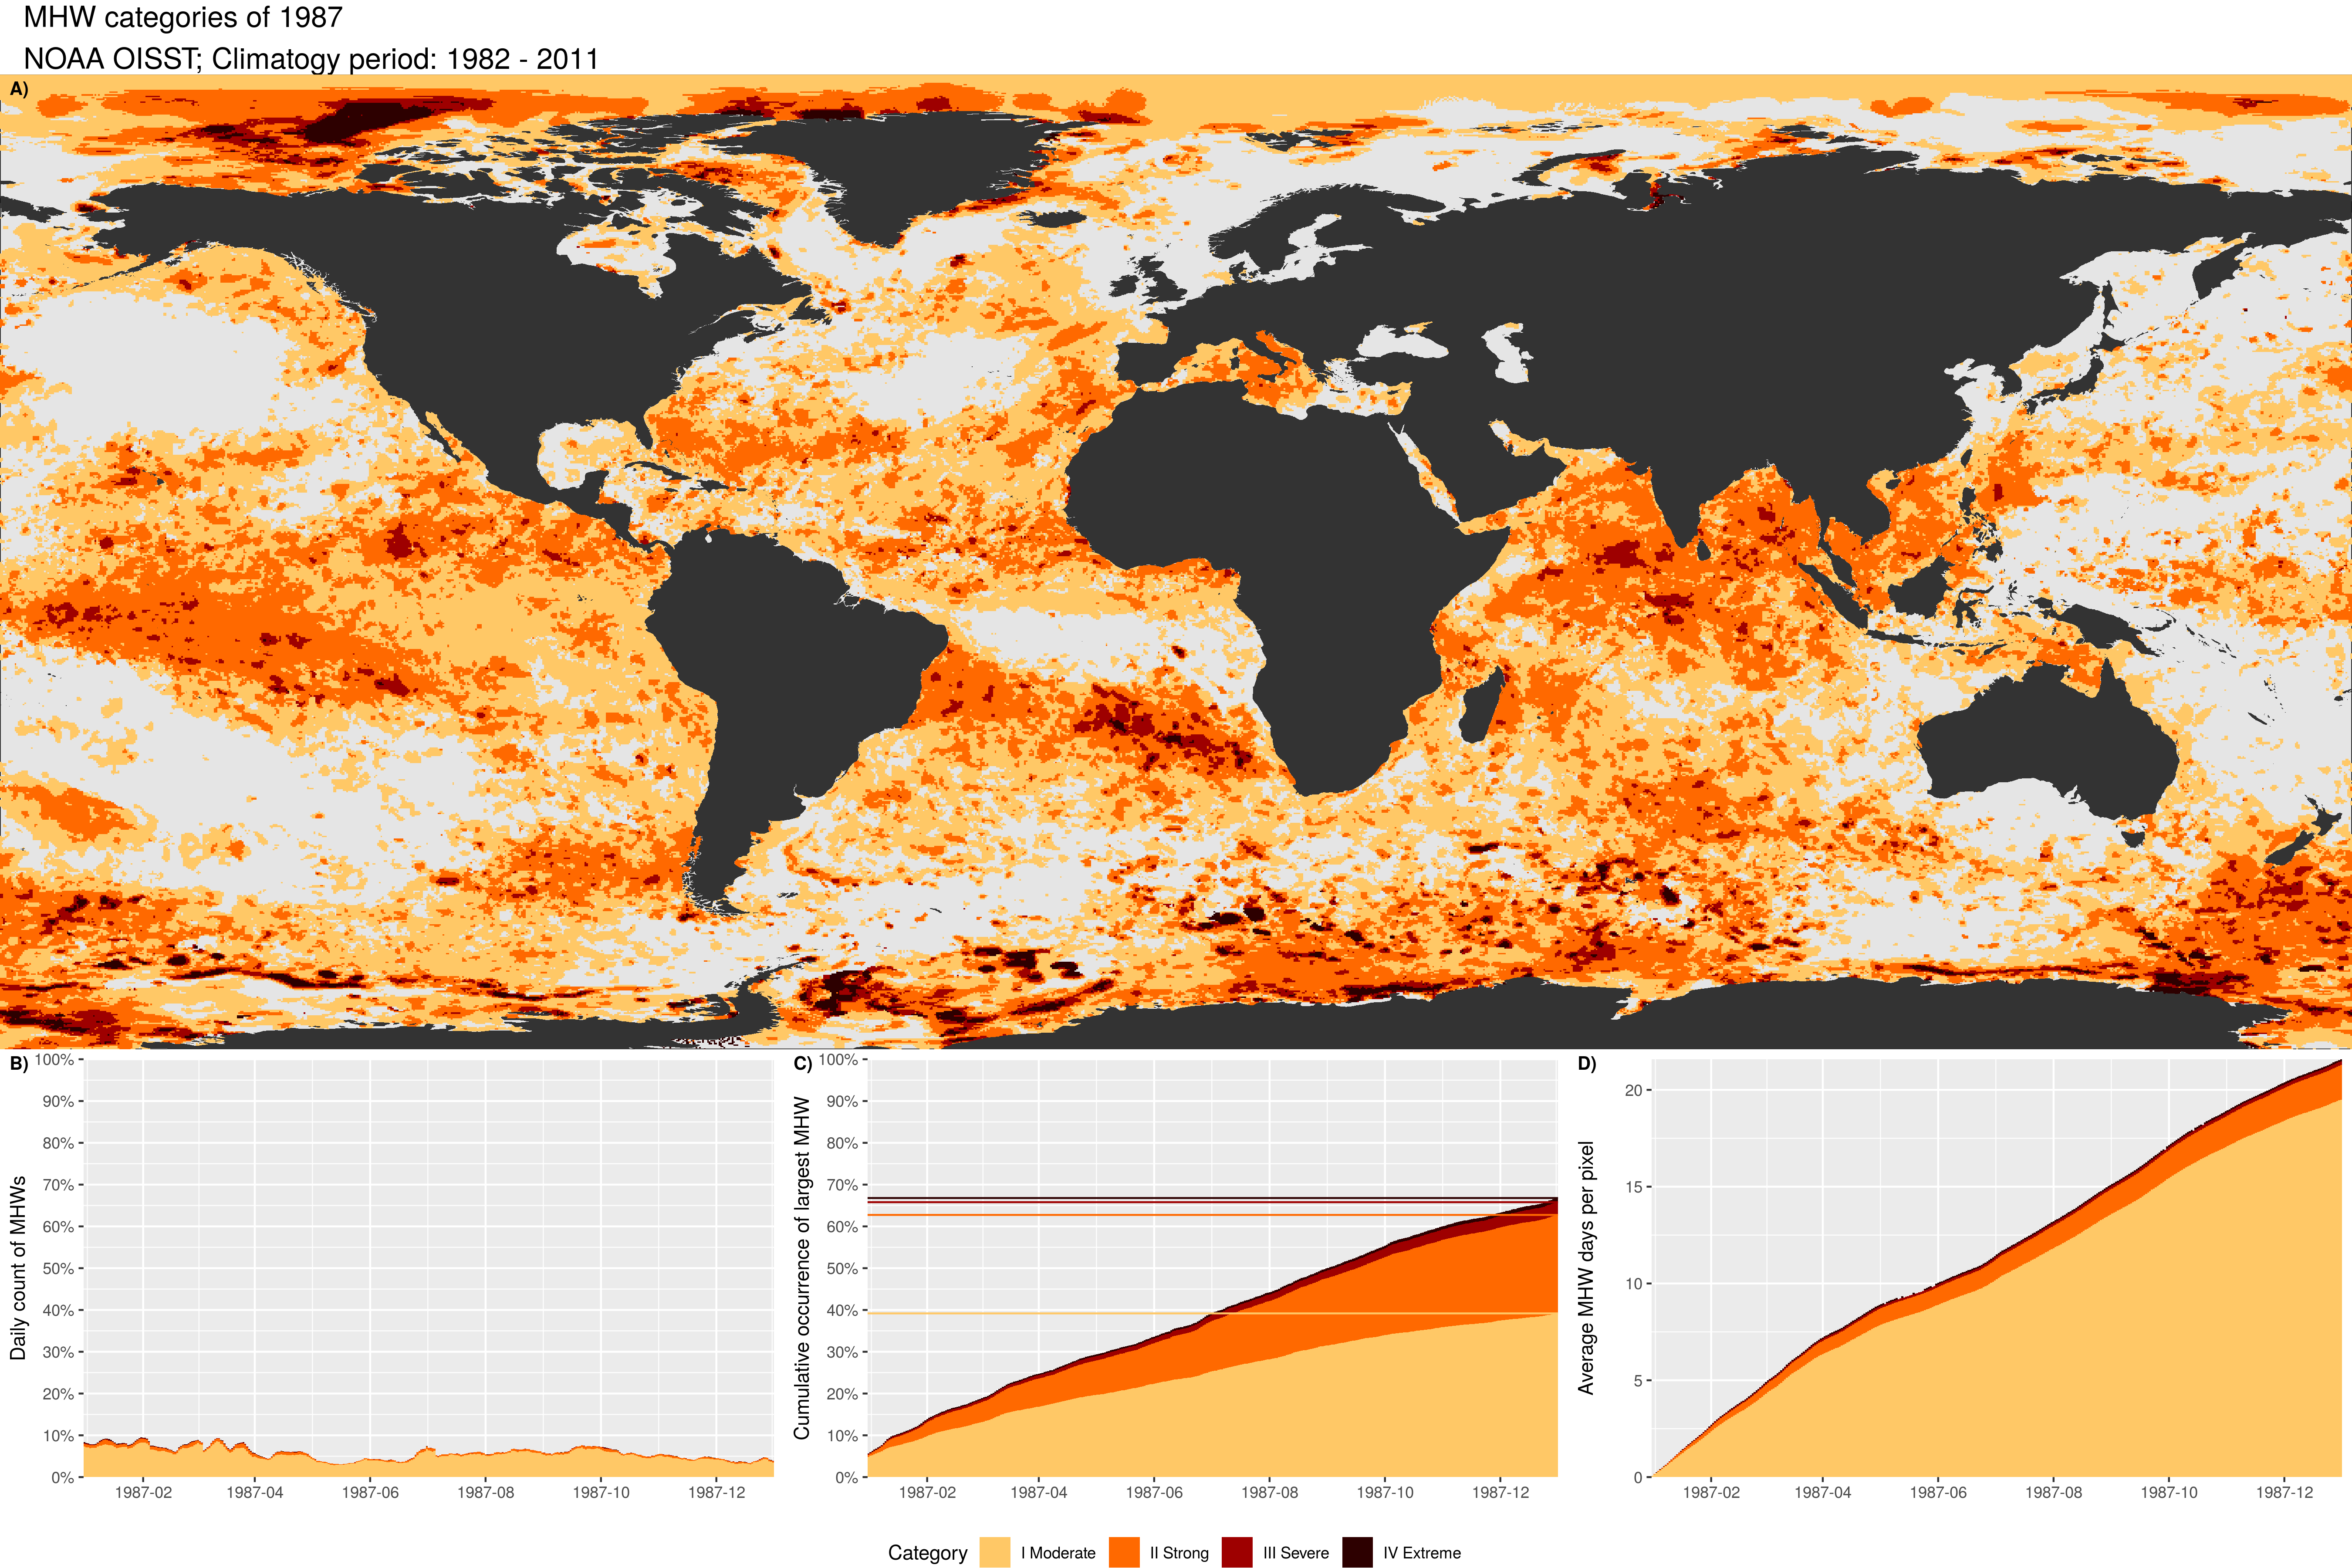 MHW categories of 1987
NOAA OISST; Climatogy period: 1982 - 2011
A)
B)
Daily count of MHWs
100%
90%
80%
70%
60%
50%
40%
30%
20%
10%
0%
1987-02 1987-04 1987-06 1987-08 1987-10 1987-12
C)
Cumulative occurrence of largest MHW
100%
90%
80%
70%
60%
50%
40%
30%
20%
10%
0%
1987-02 1987-04 1987-06 1987-08 1987-10 1987-12
D)
Average MHW days per pixel
20
15
10
5
0
1987-02 1987-04 1987-06 1987-08 1987-10 1987-12
Category I Moderate II Strong III Severe IV Extreme